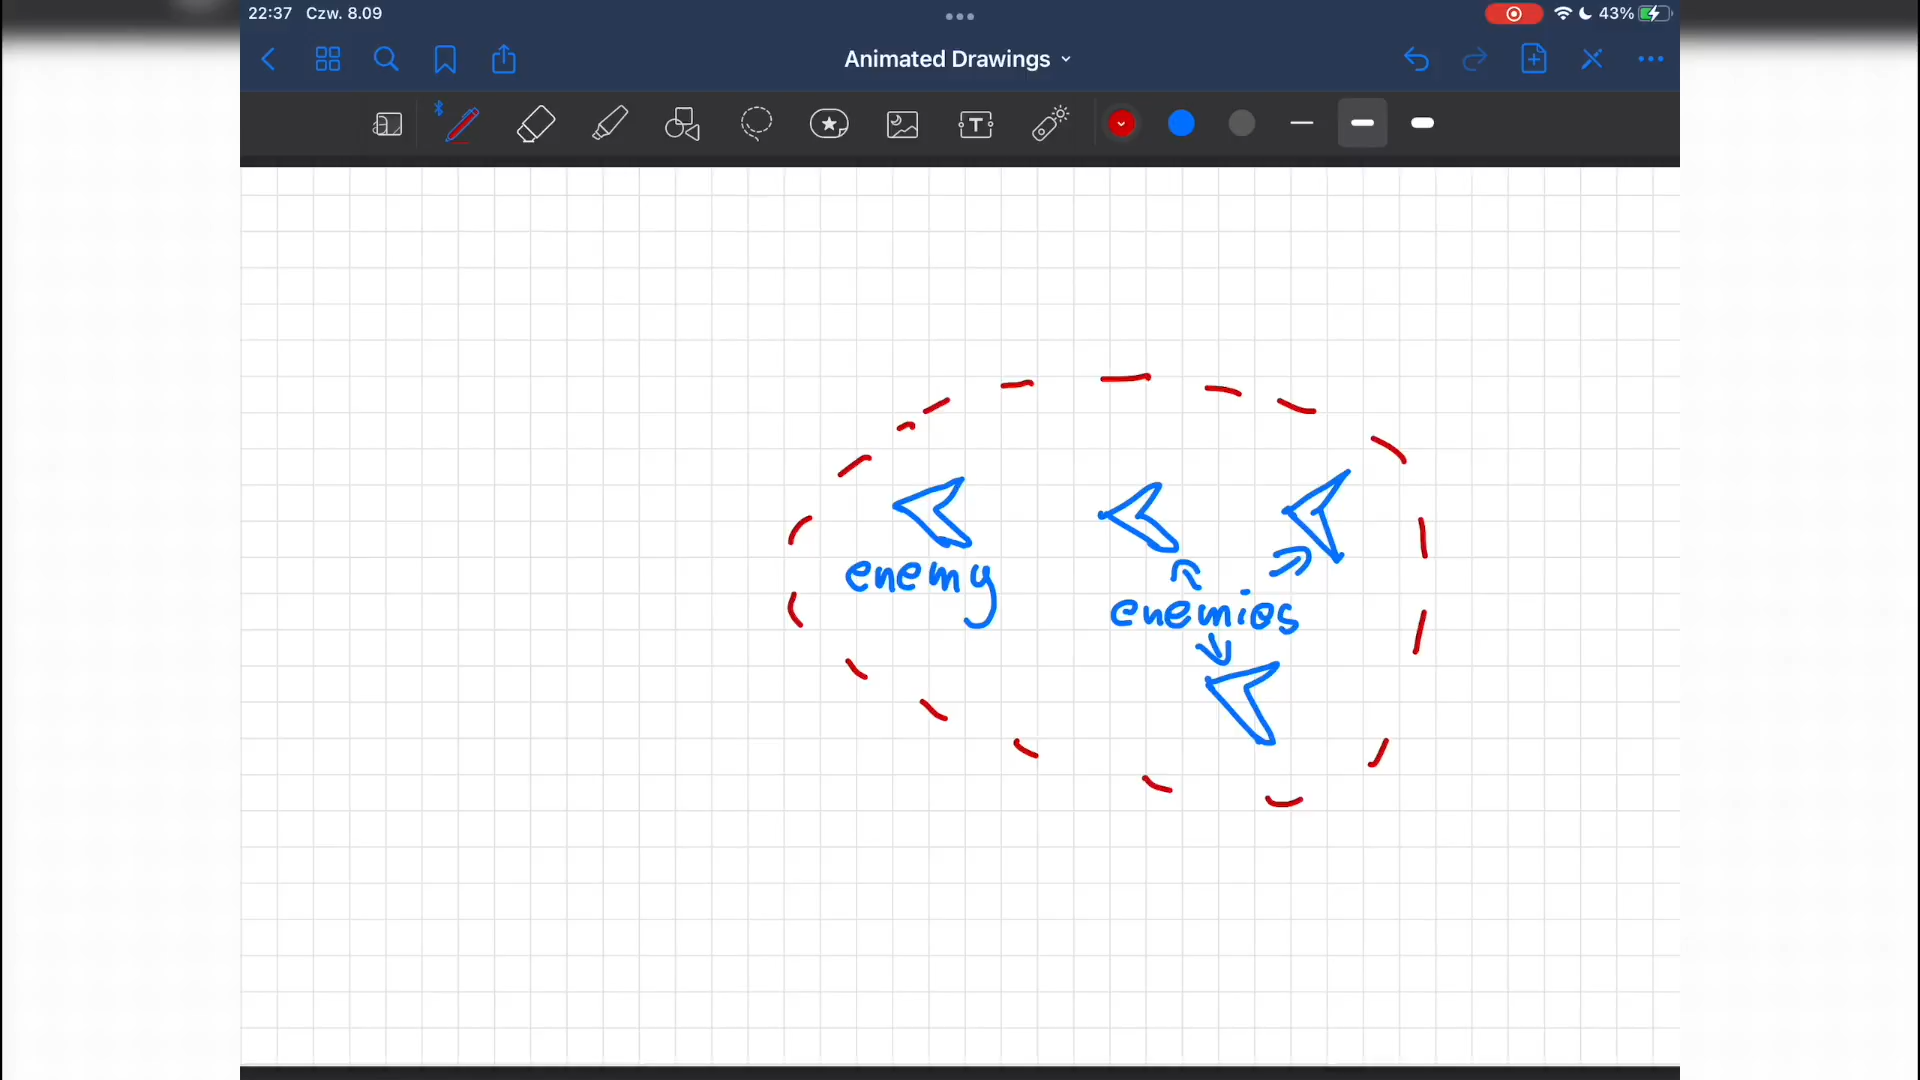 22:37 Czw. 8.09
43%
Animated Drawings
T
enemy
enemies